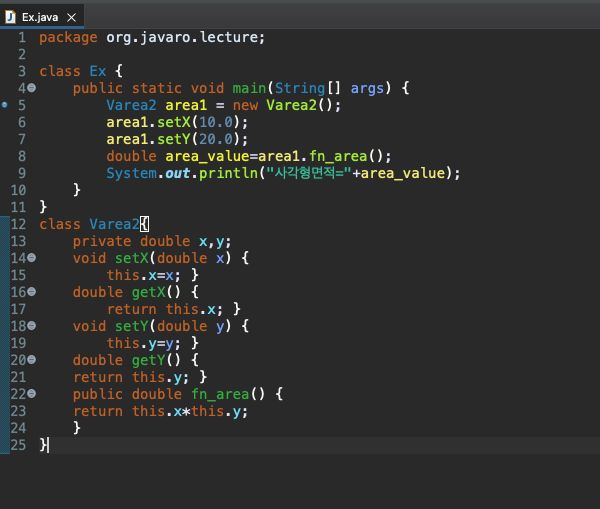 Ex.java
1 package org.javaro.lecture;
2
3 class Ex {
4     public static void main(String[] args) {
5         Varea2 area1 = new Varea2();
6         area1.setX(10.0);
7         area1.setY(20.0);
8         double area_value=area1.fn_area();
9         System.out.println("사각형면적="+area_value);
10     }
11 }
12 class Varea2{
13     private double x,y;
14     void setX(double x) {
15         this.x=x; }
16     double getX() {
17         return this.x; }
18     void setY(double y) {
19         this.y=y; }
20     double getY() {
21     return this.y; }
22     public double fn_area() {
23     return this.x*this.y;
24     }
25 }